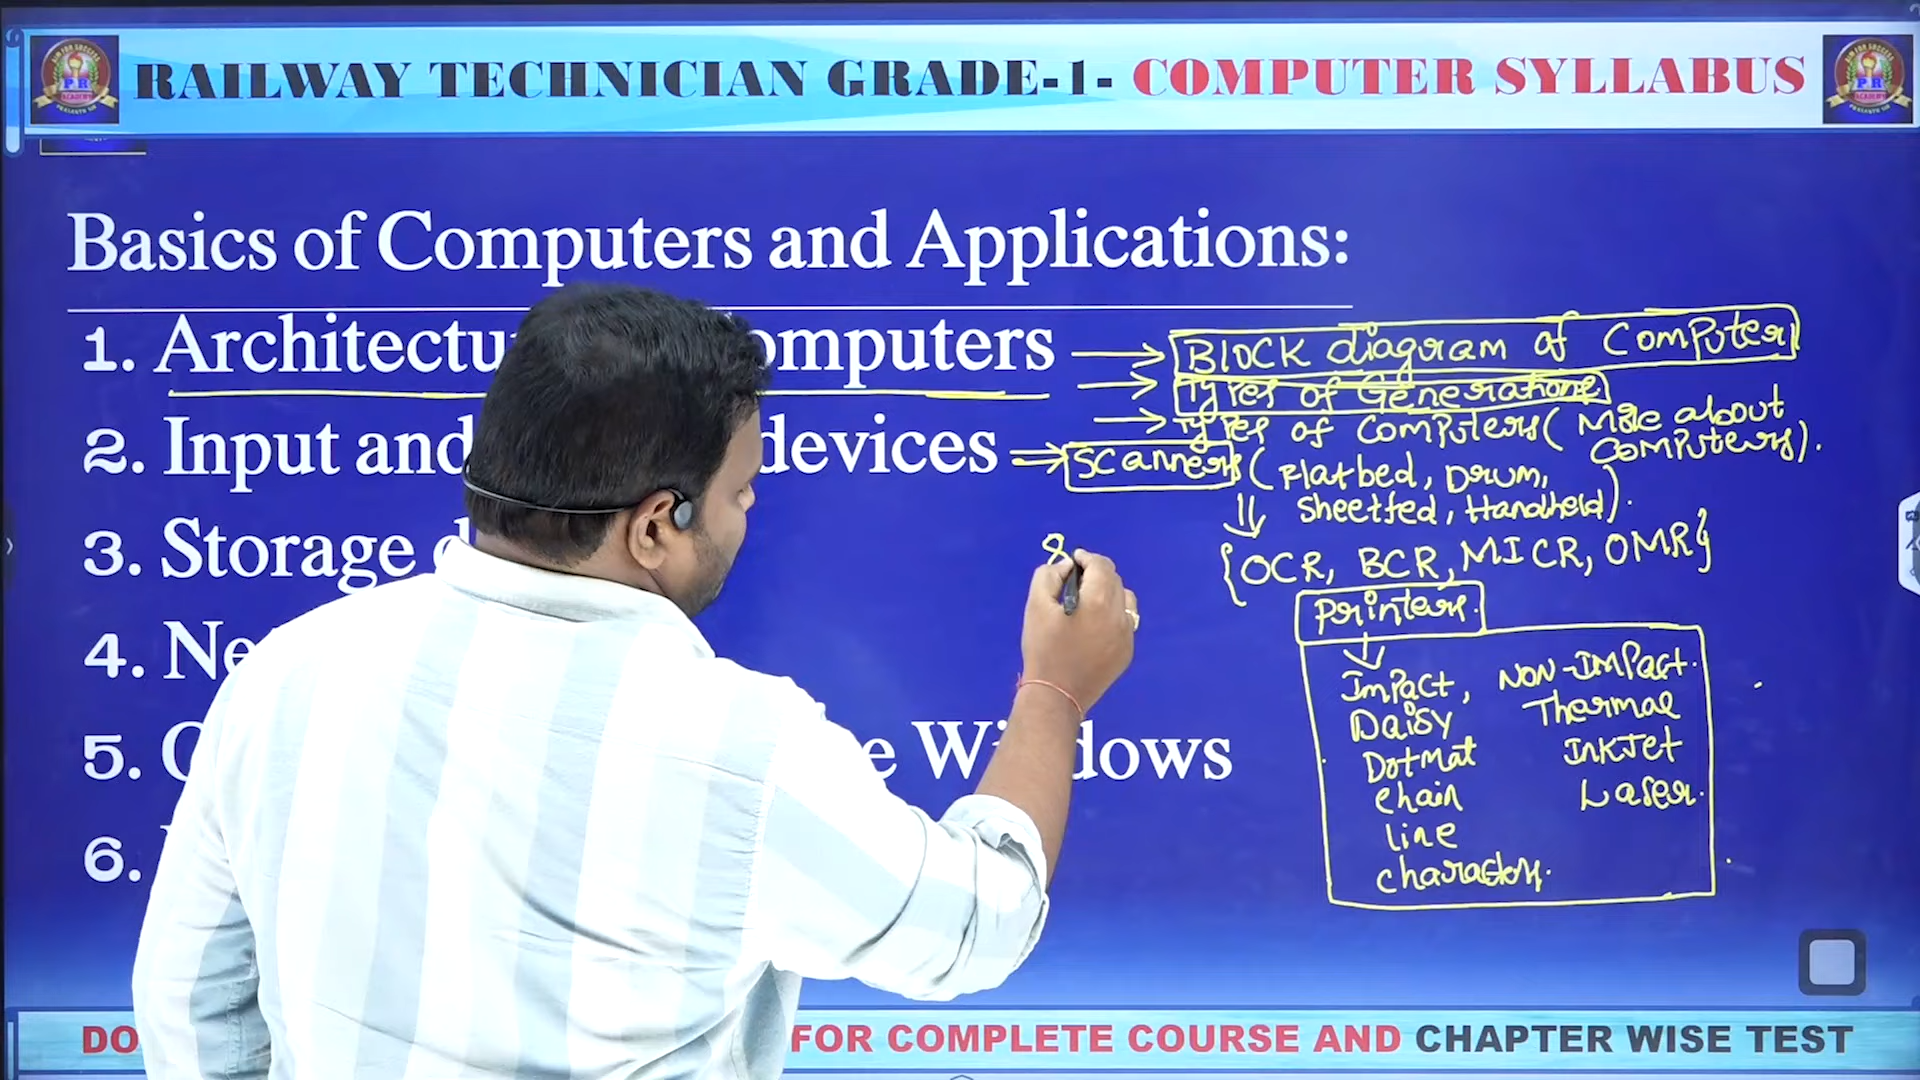 RAILWAY TECHNICIAN GRADE-1- COMPUTER SYLLABUS
Basics of Computers and Applications:
1. Architectu omputers
BLOCK diagram of Computer
Types of Generations
Types of Computers (More about Computers).
2. Input and devices
Scanners (Flatbed, Drum,
Sheetfed, Handheld).
{OCR, BCR, MICR, OMR}
3. Storage
8
Printers.
4. Ne
Impact, NON-IMPact.
Daisy Thermal
Dotmat InkJet
chain Laser.
line
characters.
5. e Windows
6.
DO FOR COMPLETE COURSE AND CHAPTER WISE TEST